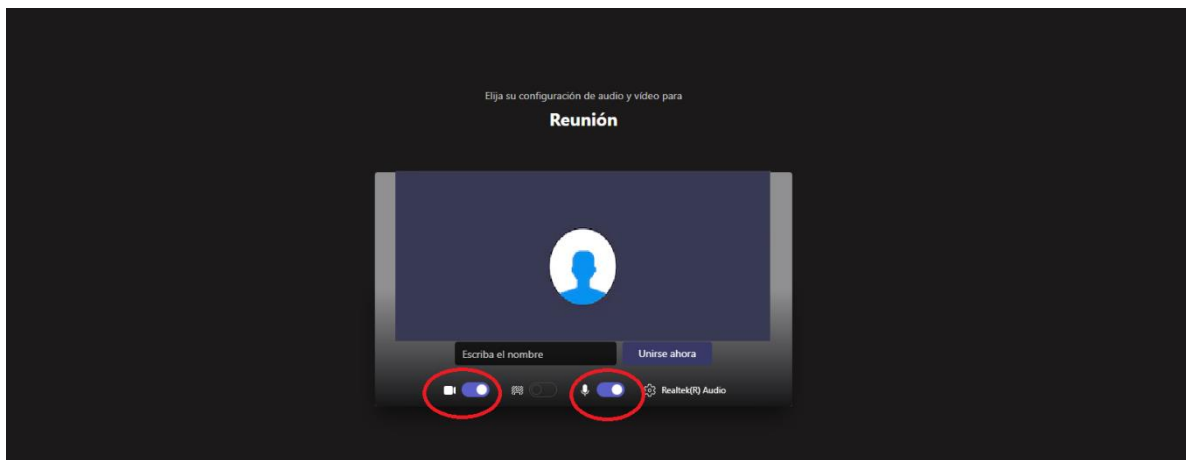 Elija su configuración de audio y vídeo para
Reunión
Escriba el nombre
Unirse ahora
Realtek(R) Audio